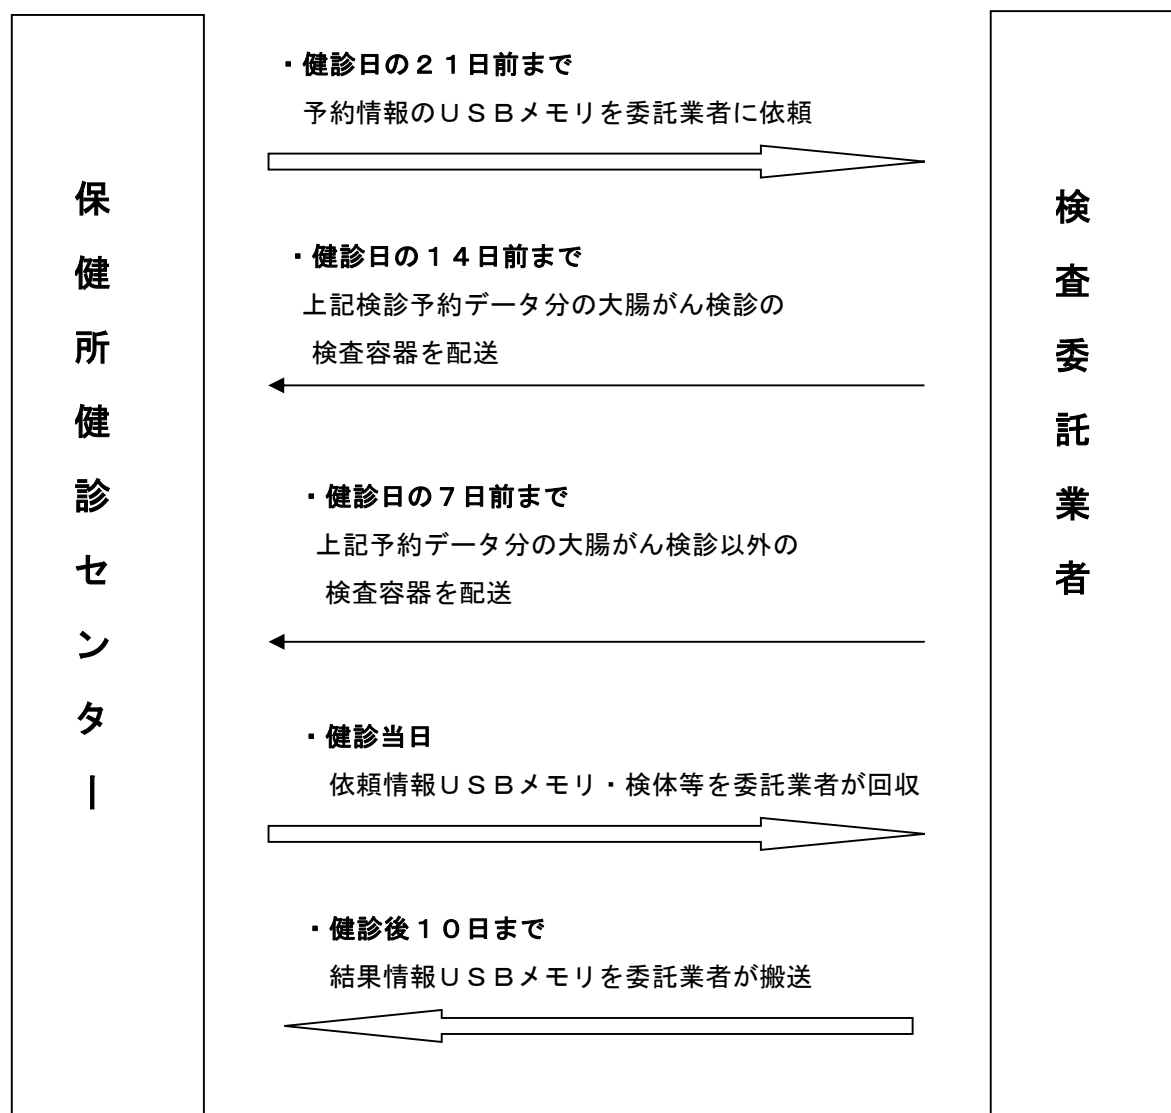 保健所健診センター
・健診日の２１日前まで
予約情報のＵＳＢメモリを委託業者に依頼
・健診日の１４日前まで
上記検診予約データ分の大腸がん検診の
検査容器を配送
・健診日の７日前まで
上記予約データ分の大腸がん検診以外の
検査容器を配送
・健診当日
依頼情報ＵＳＢメモリ・検体等を委託業者が回収
・健診後１０日まで
結果情報ＵＳＢメモリを委託業者が搬送
検査委託業者